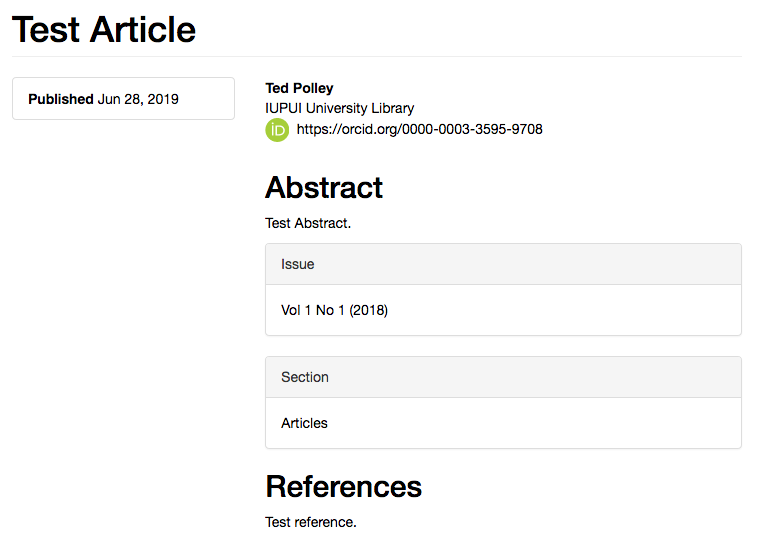 Test Article
Published Jun 28, 2019
Ted Polley
IUPUI University Library
iD https://orcid.org/0000-0003-3595-9708
Abstract
Test Abstract.
Issue
Vol 1 No 1 (2018)
Section
Articles
References
Test reference.